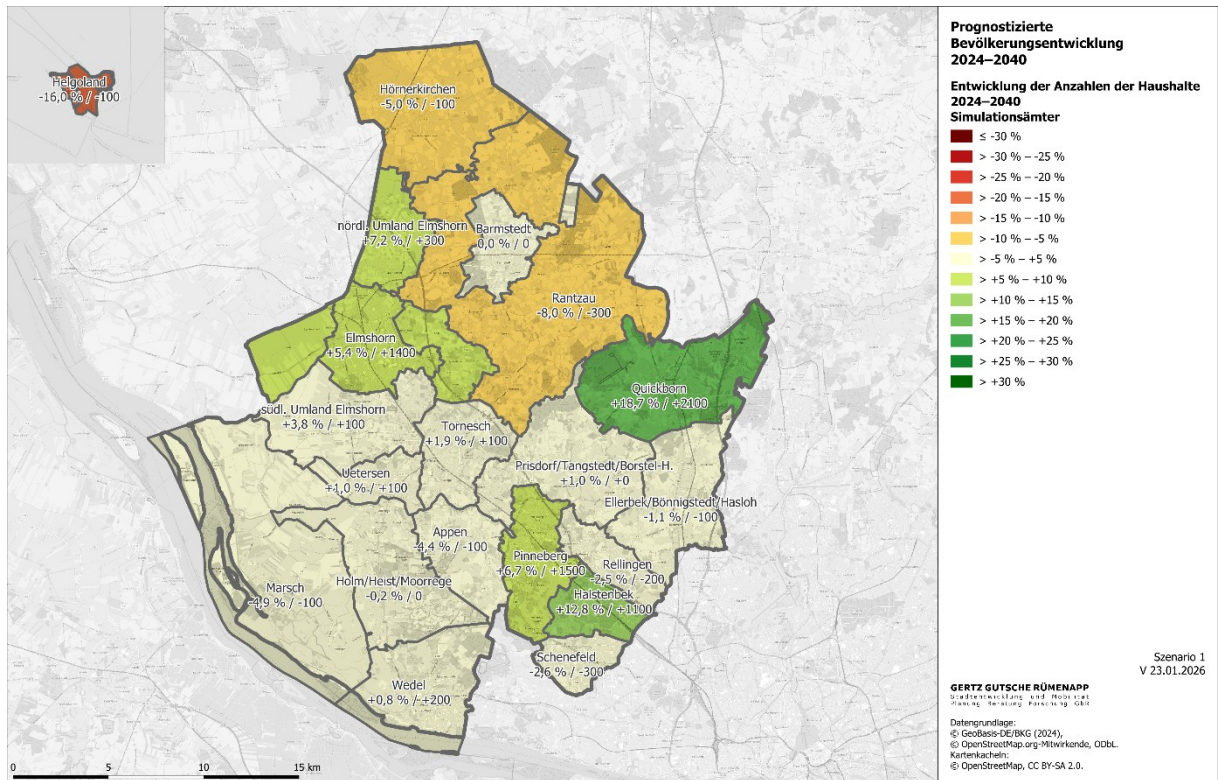 Helgoland
-16,0 % / -100
Hörnerkirchen
-5,0 % / -100
nördl. Umland Elmshorn
+7,2 % / +300
Barmstedt
0,0 % / 0
Rantzau
-8,0 % / -300
Elmshorn
+5,4 % / +1400
Quickborn
+18,7 % / +2100
südl. Umland Elmshorn
+3,8 % / +100
Tornesch
+1,9 % / +100
Prisdorf/Tangstedt/Borstel-H.
+1,0 % / +0
Uetersen
+1,0 % / +100
Ellerbek/Bönnigstedt/Hasloh
-1,1 % / -100
Appen
-4,4 % / -100
Pinneberg
+6,7 % / +1500
Rellingen
-2,5 % / -200
Marsch
-4,9 % / -100
Holm/Heist/Moorrege
-0,2 % / 0
Halstenbek
+12,8 % / +1100
Schenefeld
-2,6 % / -300
Wedel
+0,8 % / +200
0 5 10 15 km
Prognostizierte
Bevölkerungsentwicklung
2024–2040
Entwicklung der Anzahlen der Haushalte
2024–2040
Simulationsämter
≤ -30 %
> -30 % – -25 %
> -25 % – -20 %
> -20 % – -15 %
> -15 % – -10 %
> -10 % – -5 %
> -5 % – +5 %
> +5 % – +10 %
> +10 % – +15 %
> +15 % – +20 %
> +20 % – +25 %
> +25 % – +30 %
> +30 %
Szenario 1
V 23.01.2026
GERTZ GUTSCHE RÜMENAPP
Stadtentwicklung und Mobilität
Planung Beratung Forschung GbR
Datengrundlage:
© GeoBasis-DE/BKG (2024),
© OpenStreetMap.org-Mitwirkende, ODbL.
Kartenkacheln:
© OpenStreetMap, CC BY-SA 2.0.